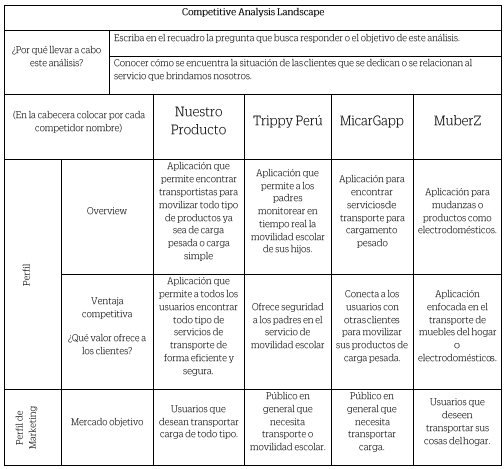 Competitive Analysis Landscape
¿Por qué llevar a cabo
este análisis?
Escriba en el recuadro la pregunta que busca responder o el objetivo de este análisis.
Conocer cómo se encuentra la situación de las clientes que se dedican o se relacionan al
servicio que brindamos nosotros.
(En la cabecera colocar por cada
competidor nombre)
Nuestro
Producto
Trippy Perú
MicarGapp
MuberZ
Perfil
Overview
Aplicación que
permite encontrar
transportistas para
movilizar todo tipo
de productos ya
sea de carga
pesada o carga
simple
Aplicación que
permite a los
padres
monitorear en
tiempo real la
movilidad escolar
de sus hijos.
Aplicación para
encontrar
serviciosde
transporte para
cargamento
pesado
Aplicación para
mudanzas o
productos como
electrodomésticos.
Ventaja
competitiva
¿Qué valor ofrece a
los clientes?
Aplicación que
permite a todos los
usuarios encontrar
todo tipo de
servicios de
transporte de
forma eficiente y
segura.
Ofrece seguridad
a los padres en el
servicio de
movilidad escolar
Conecta a los
usuarios con
otras clientes
para movilizar
sus productos de
carga pesada.
Aplicación
enfocada en el
transporte de
muebles del hogar
o
electrodomésticos.
Perfil de
Marketing
Mercado objetivo
Usuarios que
desean transportar
carga de todo tipo.
Público en
general que
necesita
transporte o
movilidad escolar.
Público en
general que
necesita
transportar
carga.
Usuarios que
deseen
transportar sus
cosas del hogar.